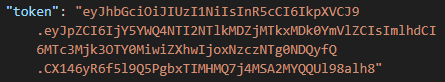 "token": "eyJhbGciOiJIUzI1NiIsInR5cCI6IkpXVCJ9
.eyJpZCI6IjY5YWQ4NTI2NTlkMDZjMTkxMDk0YmVlZCIsImlhdCI
6MTc3Mjk3OTY0MiwiZXhwIjoxNzczNTg0NDQyfQ
.CX146yR6f5l9Q5PgbxTIMHMQ7j4MSA2MYQQUl98alh8"